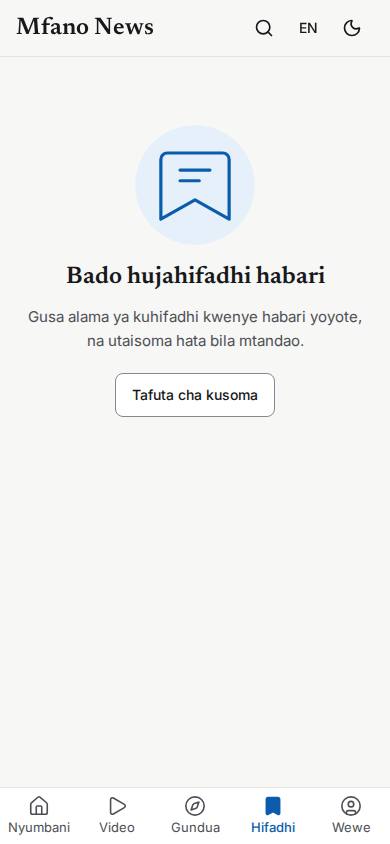 Mfano News
EN
Bado hujahifadhi habari
Gusa alama ya kuhifadhi kwenye habari yoyote,
na utaisoma hata bila mtandao.
Tafuta cha kusoma
Nyumbani
Video
Gundua
Hifadhi
Wewe